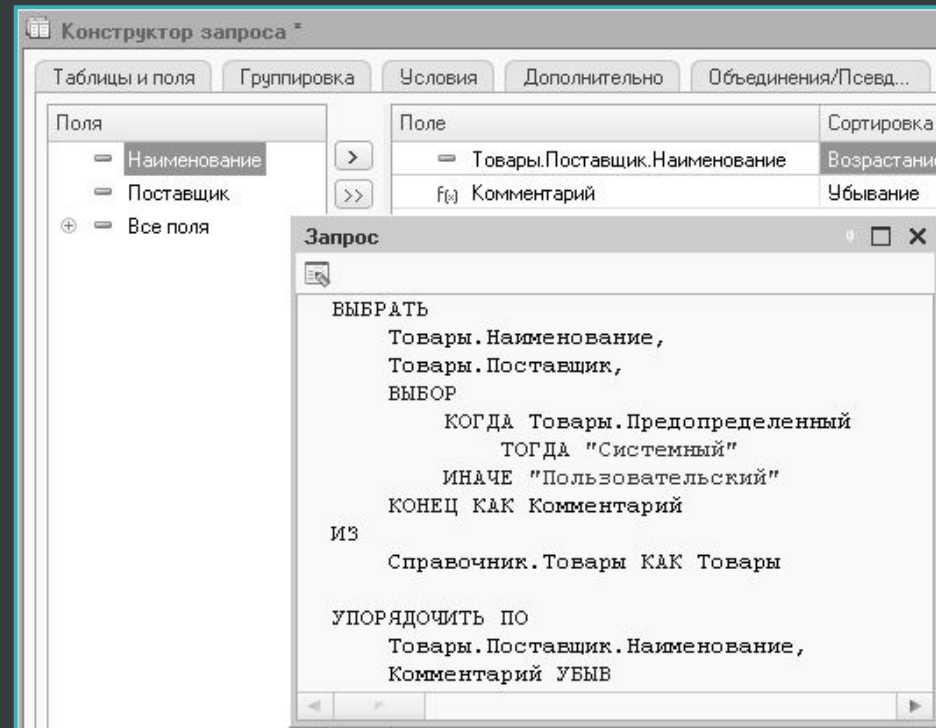 Конструктор запроса *
Таблицы и поля Группировка Условия Дополнительно Объединения/Псевд...
Поля
Поле Сортировка
Наименование
> Товары.Поставщик.Наименование Возрастание
Поставщик
>> f(x) Комментарий Убывание
Все поля
Запрос
ВЫБРАТЬ
Товары.Наименование,
Товары.Поставщик,
ВЫБОР
КОГДА Товары.Предопределенный
ТОГДА "Системный"
ИНАЧЕ "Пользовательский"
КОНЕЦ КАК Комментарий
ИЗ
Справочник.Товары КАК Товары
УПОРЯДОЧИТЬ ПО
Товары.Поставщик.Наименование,
Комментарий УБЫВ